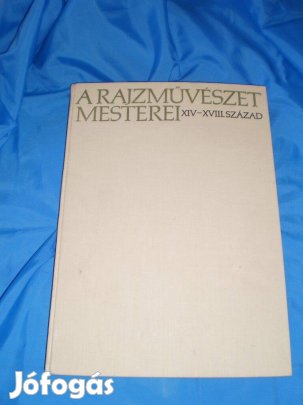 A RAJZMŰVÉSZET
MESTEREI XIV–XVIII. SZÁZAD
Jófogás